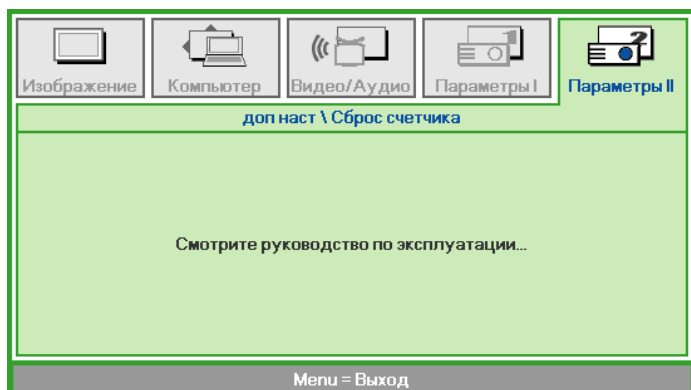 Изображение
Компьютер
Видео/Аудио
Параметры I
Параметры II
доп наст \ Сброс счетчика
Смотрите руководство по эксплуатации...
Menu = Выход